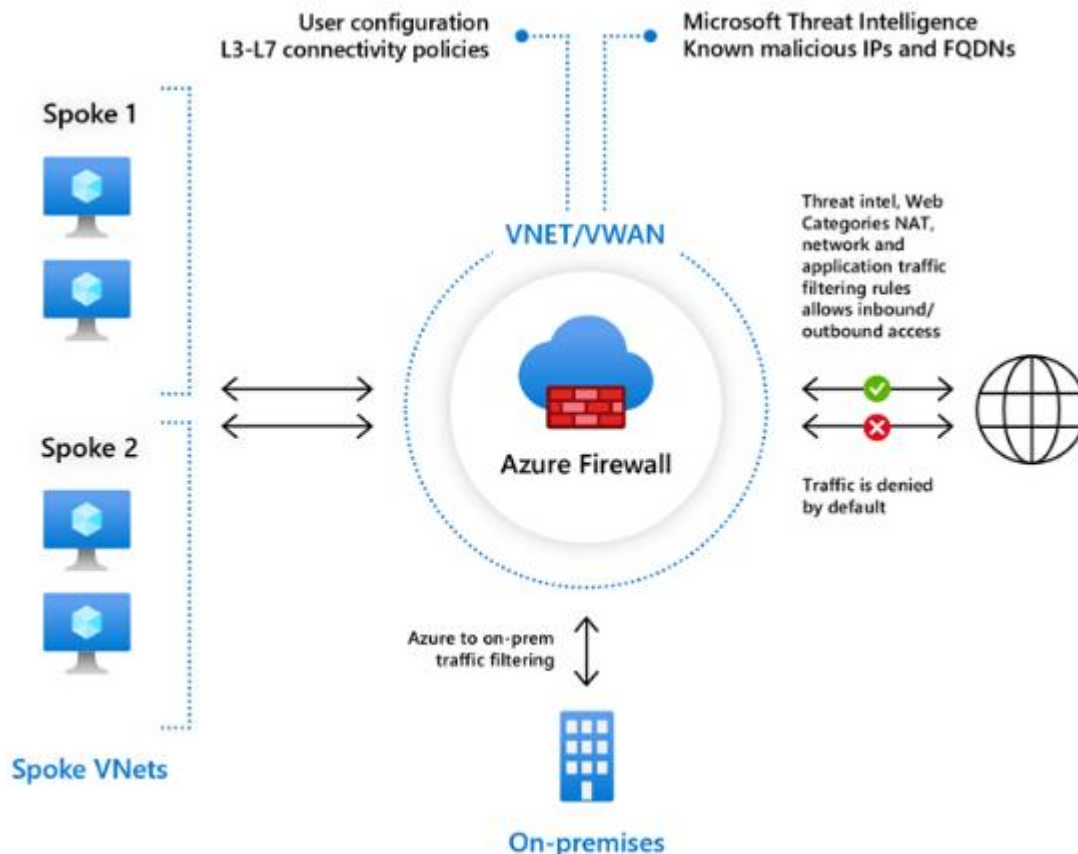 User configuration
L3-L7 connectivity policies
Microsoft Threat Intelligence
Known malicious IPs and FQDNs
Spoke 1
VNET/VWAN
Threat intel, Web
Categories NAT,
network and
application traffic
filtering rules
allows inbound/
outbound access
Spoke 2
Azure Firewall
Traffic is denied
by default
Azure to on-prem
traffic filtering
Spoke VNets
On-premises